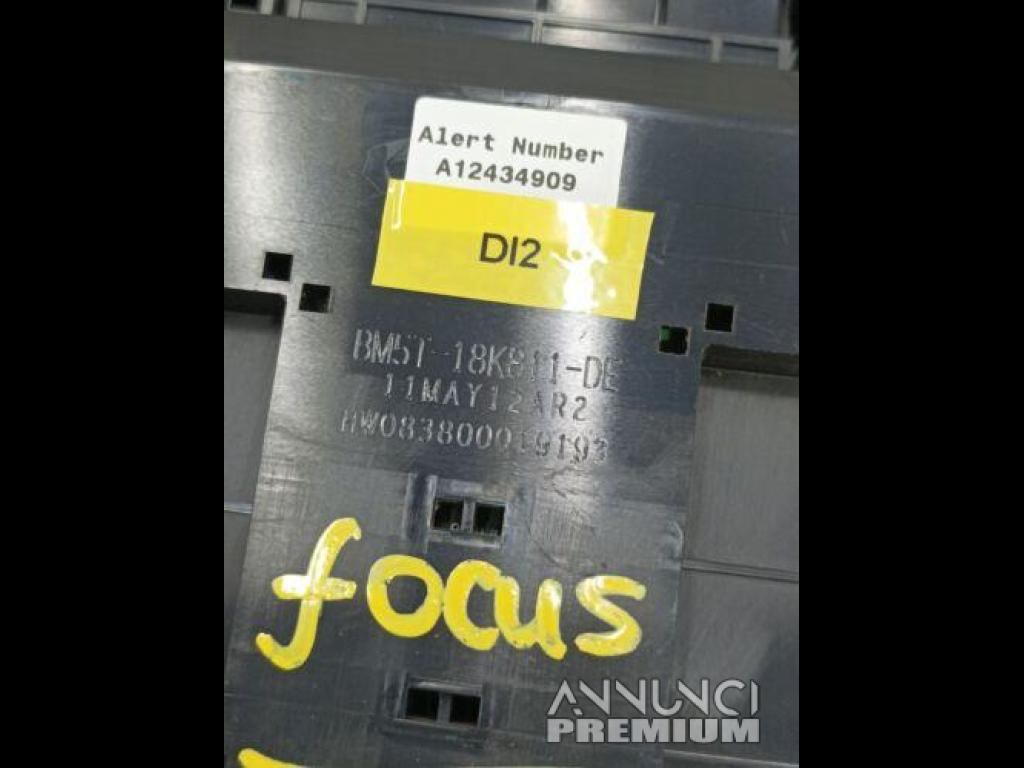 Alert Number
A12434909
DI2
BM5T-18K811-DE
11MAY12AR2
focus
ANNUNCI
PREMIUM